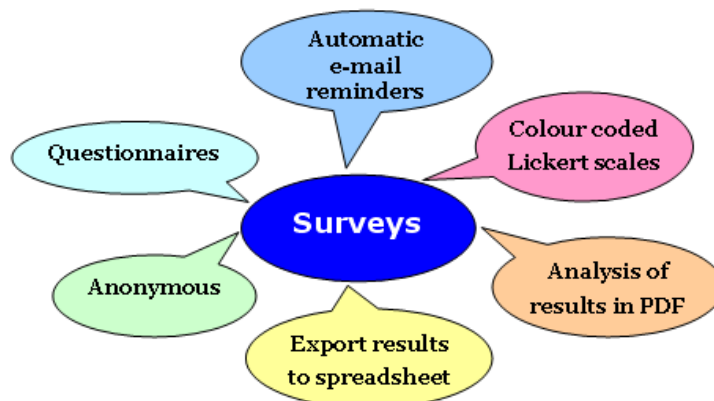 Automatic
e-mail
reminders
Colour coded
Lickert scales
Questionnaires
Surveys
Anonymous
Analysis of
results in PDF
Export results
to spreadsheet